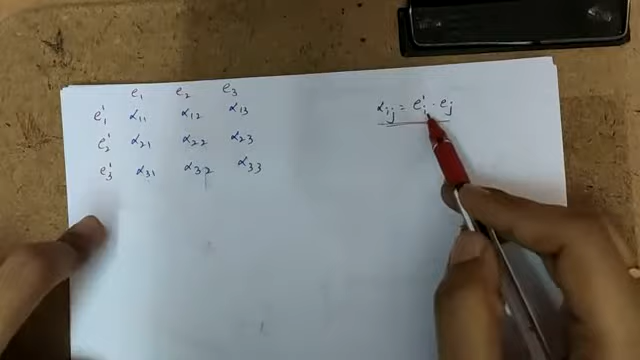 e₁ e₂ e₃
e₁' α₁₁ α₁₂ α₁₃
e₂' α₂₁ α₂₂ α₂₃
e₃' α₃₁ α₃₂ α₃₃
αᵢⱼ = eᵢ' · eⱼ